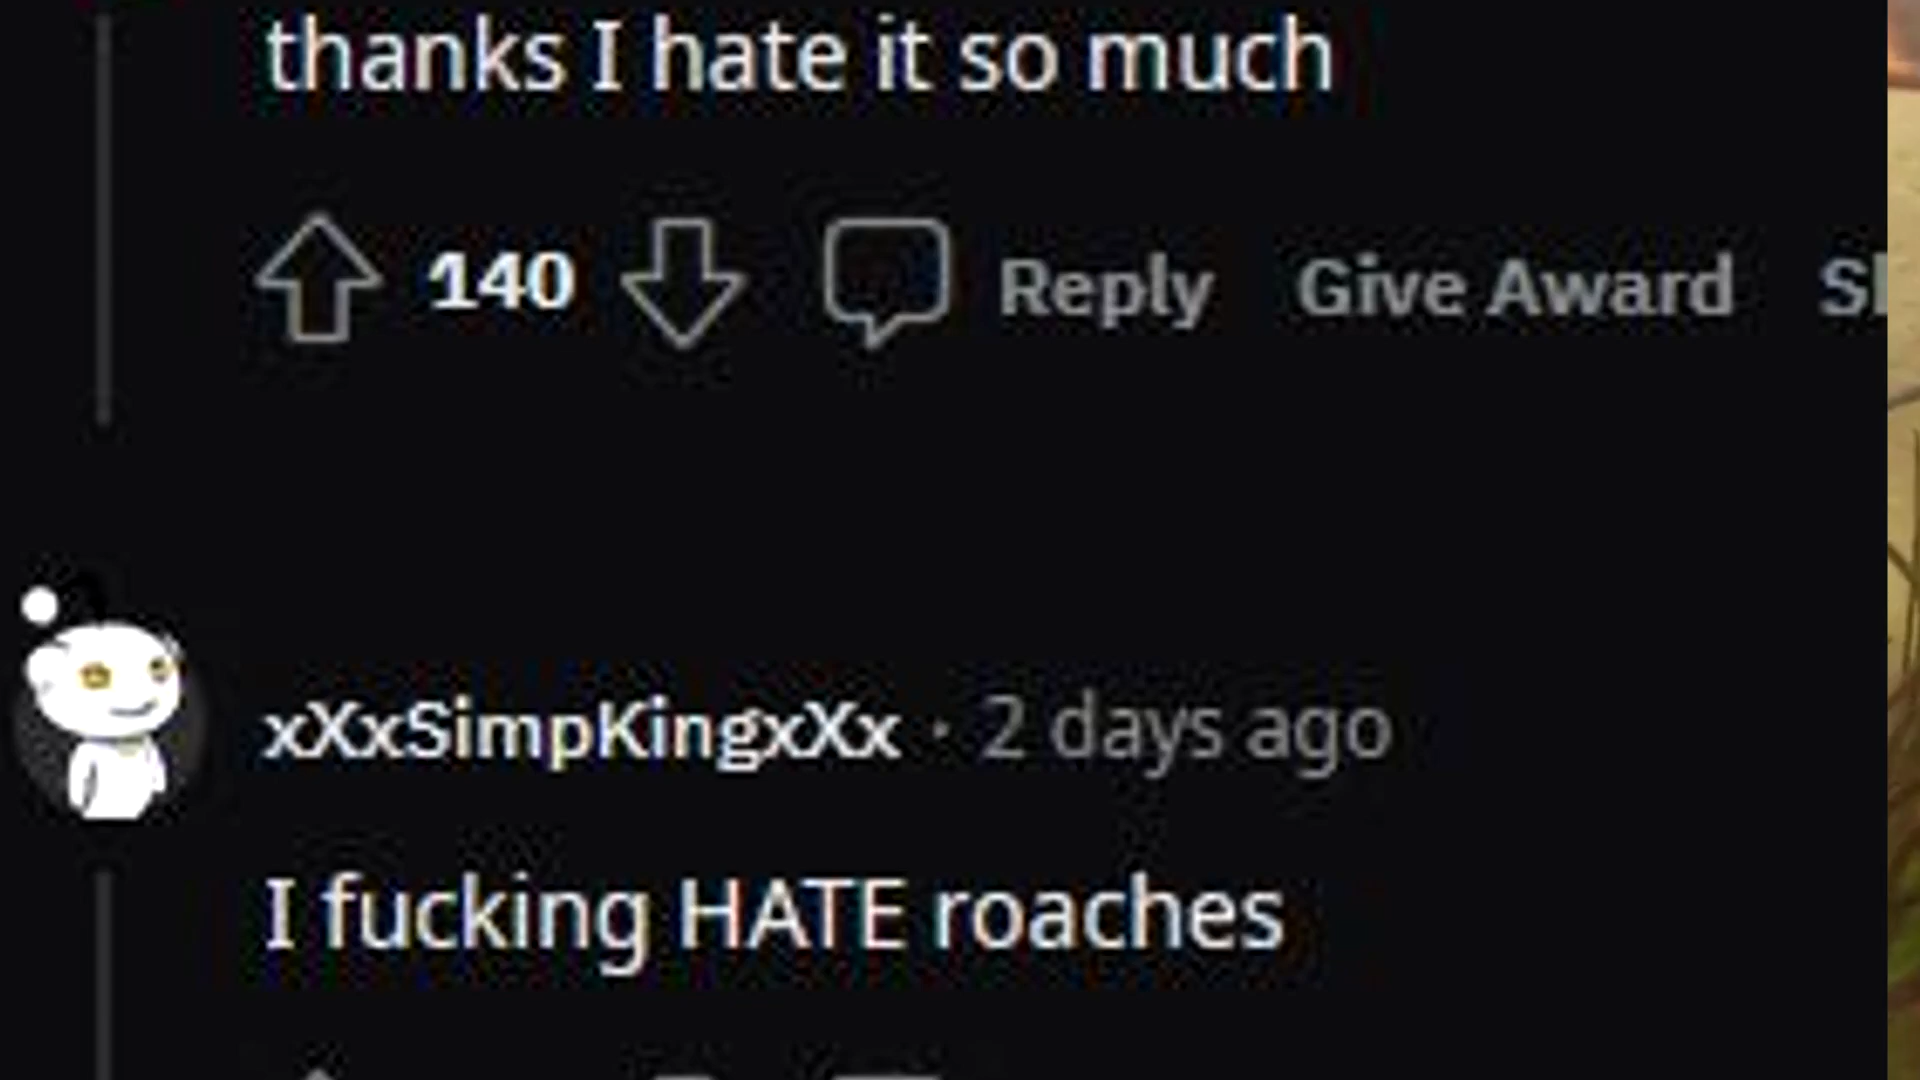 thanks I hate it so much
140 Reply Give Award
xXxSimpKingxXx · 2 days ago
I fucking HATE roaches